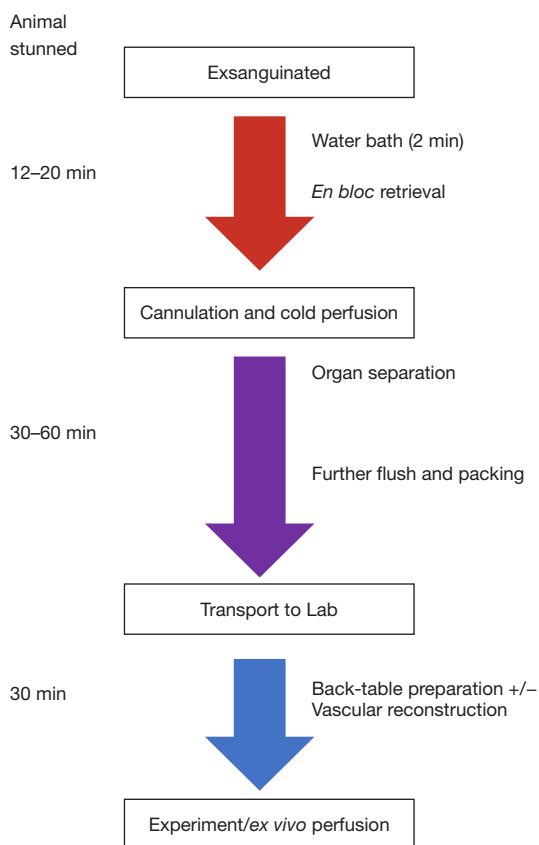 Animal
stunned
Exsanguinated
Water bath (2 min)
12–20 min
En bloc retrieval
Cannulation and cold perfusion
Organ separation
30–60 min
Further flush and packing
Transport to Lab
30 min
Back-table preparation +/–
Vascular reconstruction
Experiment/ex vivo perfusion